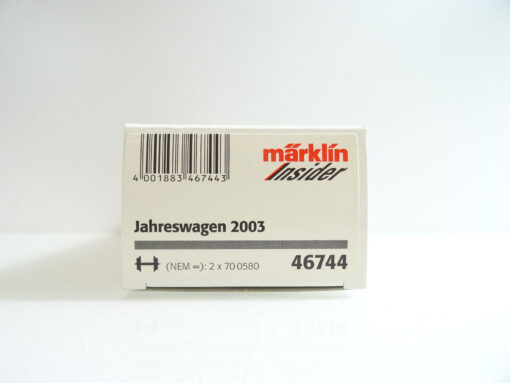 märklin
Insider
4 001883 467443
Jahreswagen 2003
(NEM =): 2 x 70 0580
46744